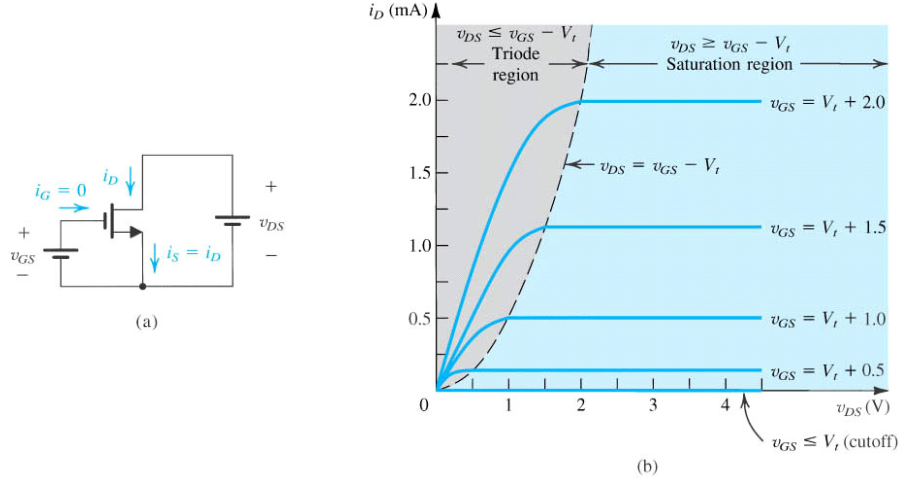 i_D (mA)
v_DS ≤ v_GS − V_t
Triode
region
v_DS ≥ v_GS − V_t
Saturation region
2.0
v_GS = V_t + 2.0
v_DS = v_GS − V_t
1.5
v_GS = V_t + 1.5
1.0
v_GS = V_t + 1.0
0.5
v_GS = V_t + 0.5
0
1
2
3
4
v_DS (V)
v_GS ≤ V_t (cutoff)
(b)
i_G = 0
i_D
+
v_GS
−
+
v_DS
−
i_S = i_D
(a)